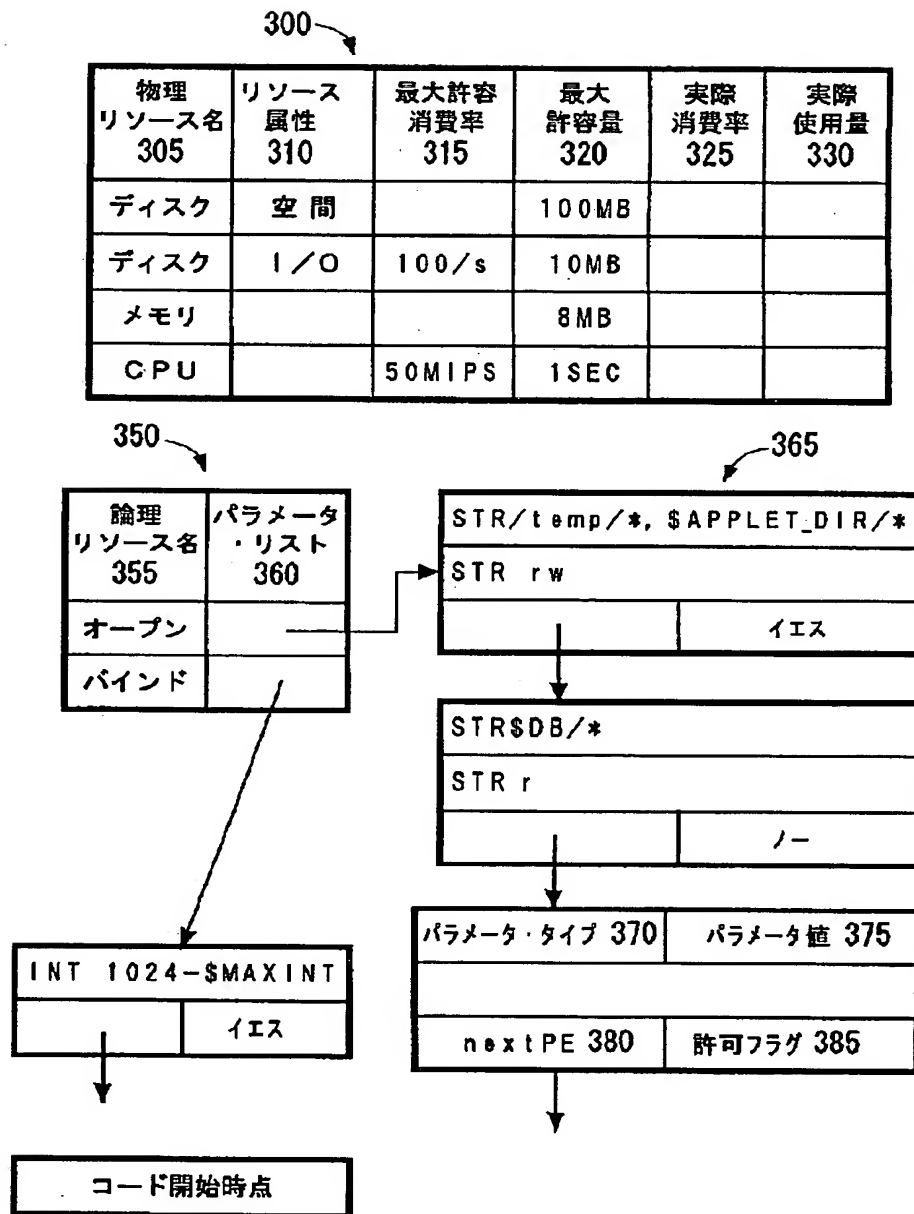 300
物理
リソース名
305
リソース
属性
310
最大許容
消費率
315
最大
許容量
320
実際
消費率
325
実際
使用量
330
ディスク 空間 100MB
ディスク I/O 100/s 10MB
メモリ 8MB
CPU 50MIPS 1SEC
350
365
論理
リソース名
355
パラメータ
・リスト
360
オープン
バインド
STR/temp/*, $APPLET_DIR/*
STR rw
イエス
STR$DB/*
STR r
ノー
パラメータ・タイプ 370 パラメータ値 375
nextPE 380 許可フラグ 385
INT 1024-$MAXINT
イエス
コード開始時点